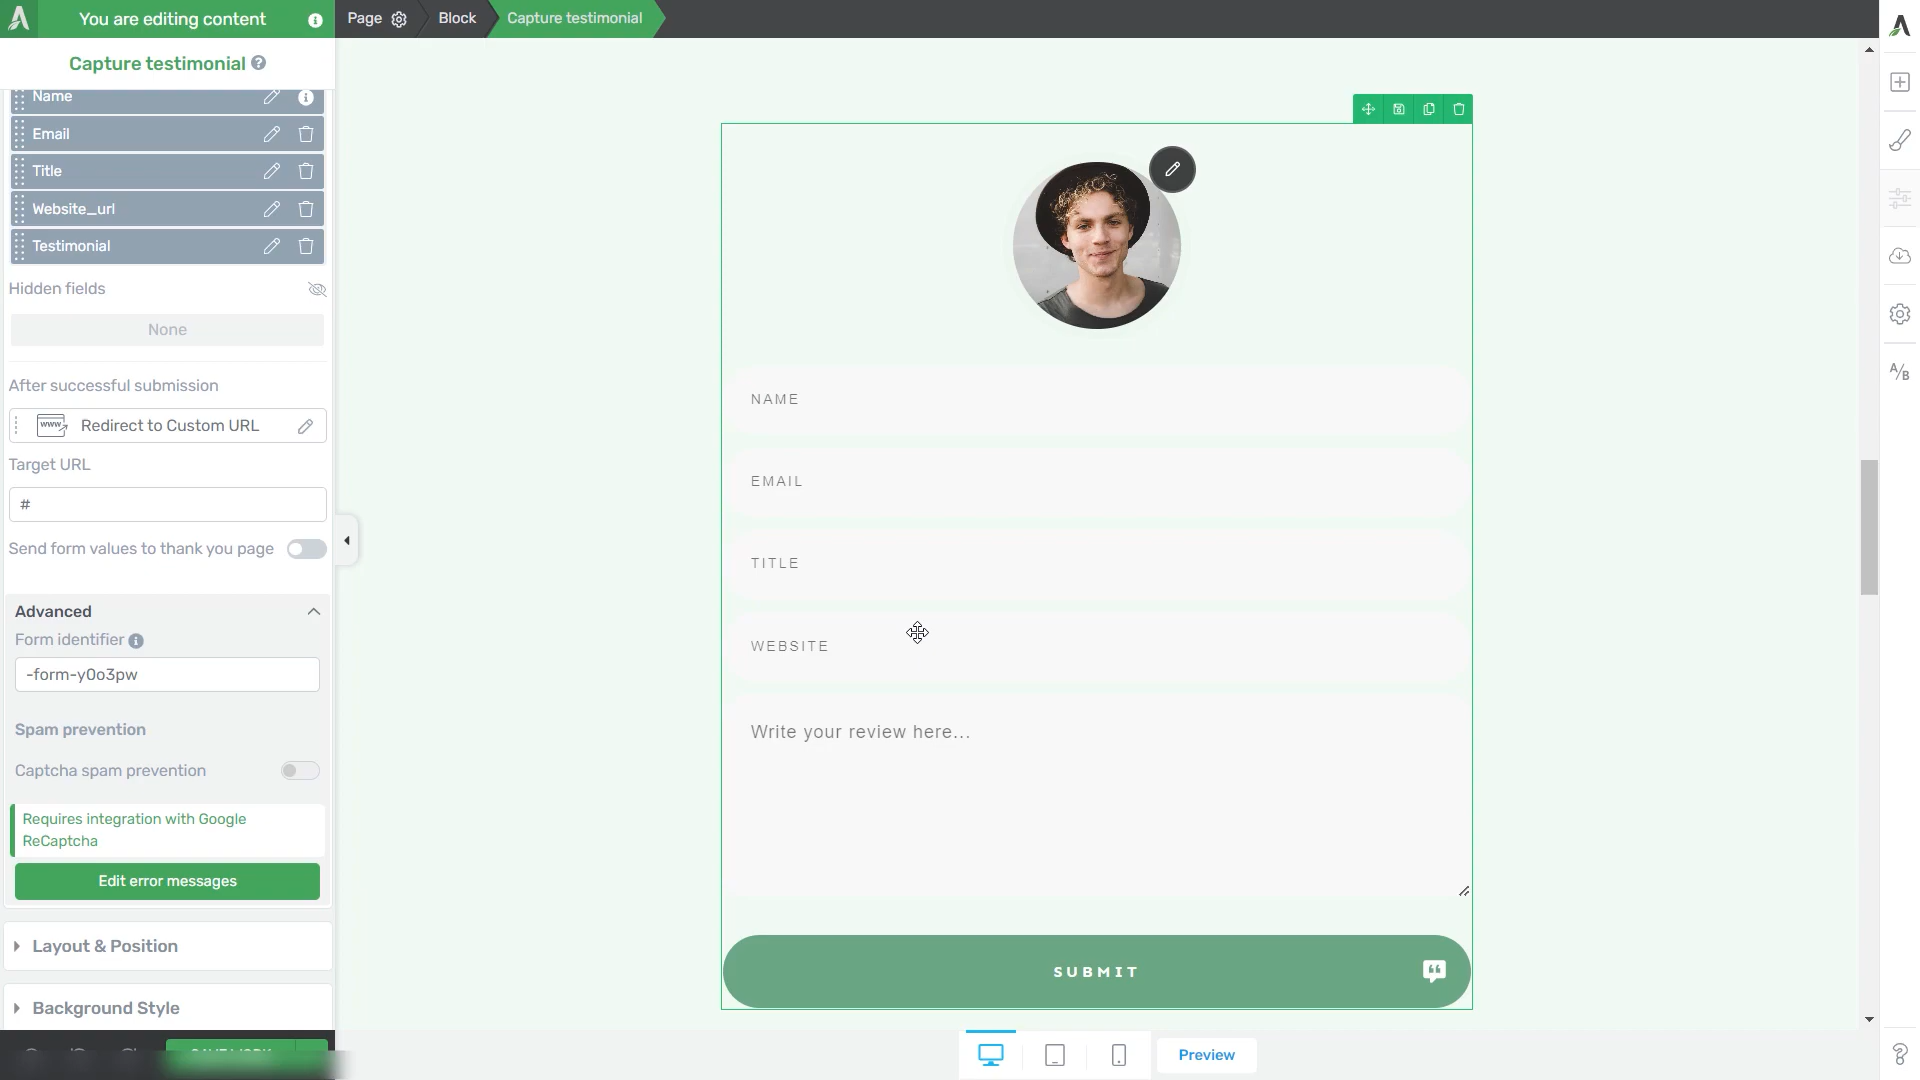 You are editing content
Page
Block
Capture testimonial
Capture testimonial
Name
Email
Title
Website_url
Testimonial
Hidden fields
None
After successful submission
www
Redirect to Custom URL
Target URL
#
Send form values to thank you page
Advanced
Form identifier
-form-y0o3pw
Spam prevention
Captcha spam prevention
Requires integration with Google
ReCaptcha
Edit error messages
Layout & Position
Background Style
NAME
EMAIL
TITLE
WEBSITE
Write your review here...
SUBMIT
Preview
A/B